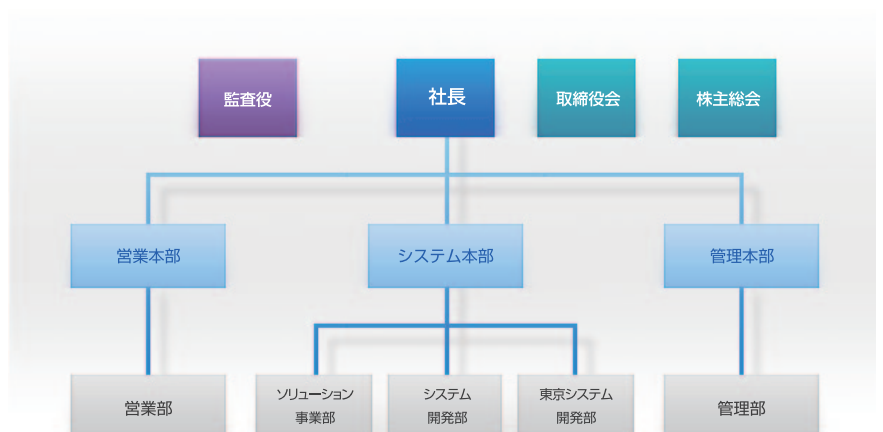 監査役
社長
取締役会
株主総会
営業本部
システム本部
管理本部
営業部
ソリューション
事業部
システム
開発部
東京システム
開発部
管理部